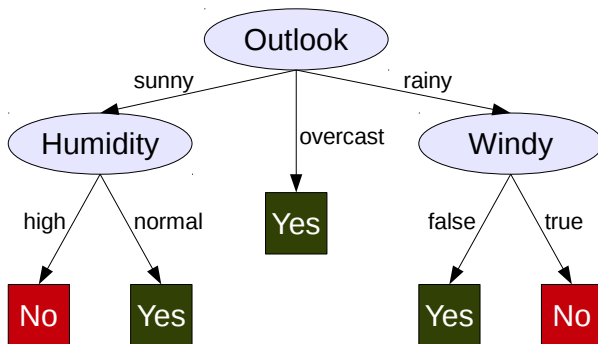 Outlook
sunny
rainy
overcast
Humidity
Windy
high
normal
Yes
false
true
No
Yes
Yes
No